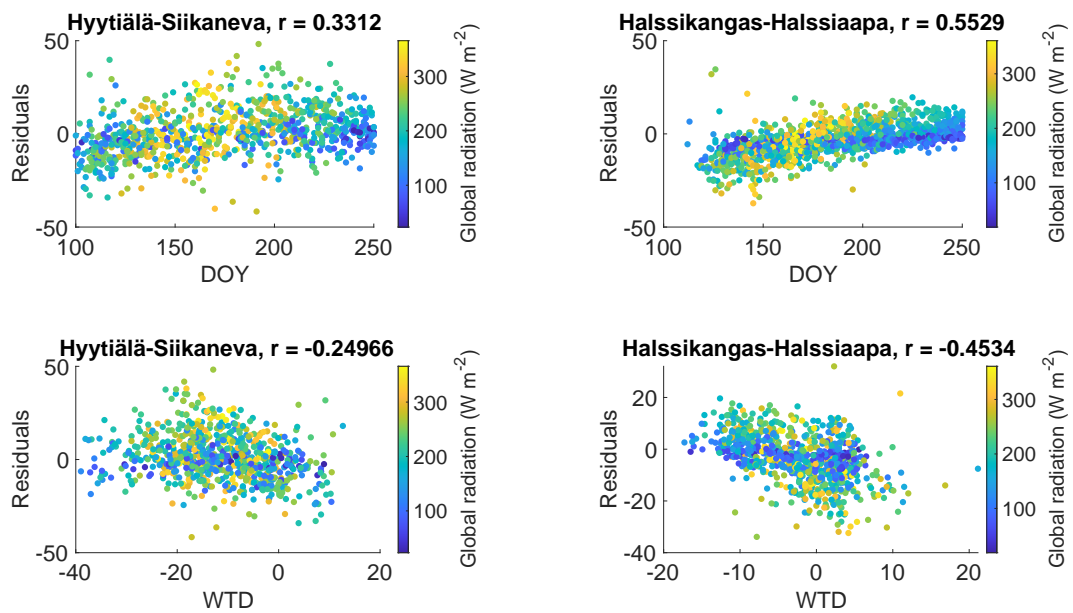 Hyytiälä-Siikaneva, r = 0.3312
50
0
-50
Residuals
100
150
200
250
DOY
300
200
100
Global radiation (W m-2)
Halssikangas-Halssiaapa, r = 0.5529
50
0
-50
Residuals
100
150
200
250
DOY
300
200
100
Global radiation (W m-2)
Hyytiälä-Siikaneva, r = -0.24966
50
0
-50
Residuals
-40
-20
0
20
WTD
300
200
100
Global radiation (W m-2)
Halssikangas-Halssiaapa, r = -0.4534
20
0
-20
-40
Residuals
-20
-10
0
10
20
WTD
300
200
100
Global radiation (W m-2)